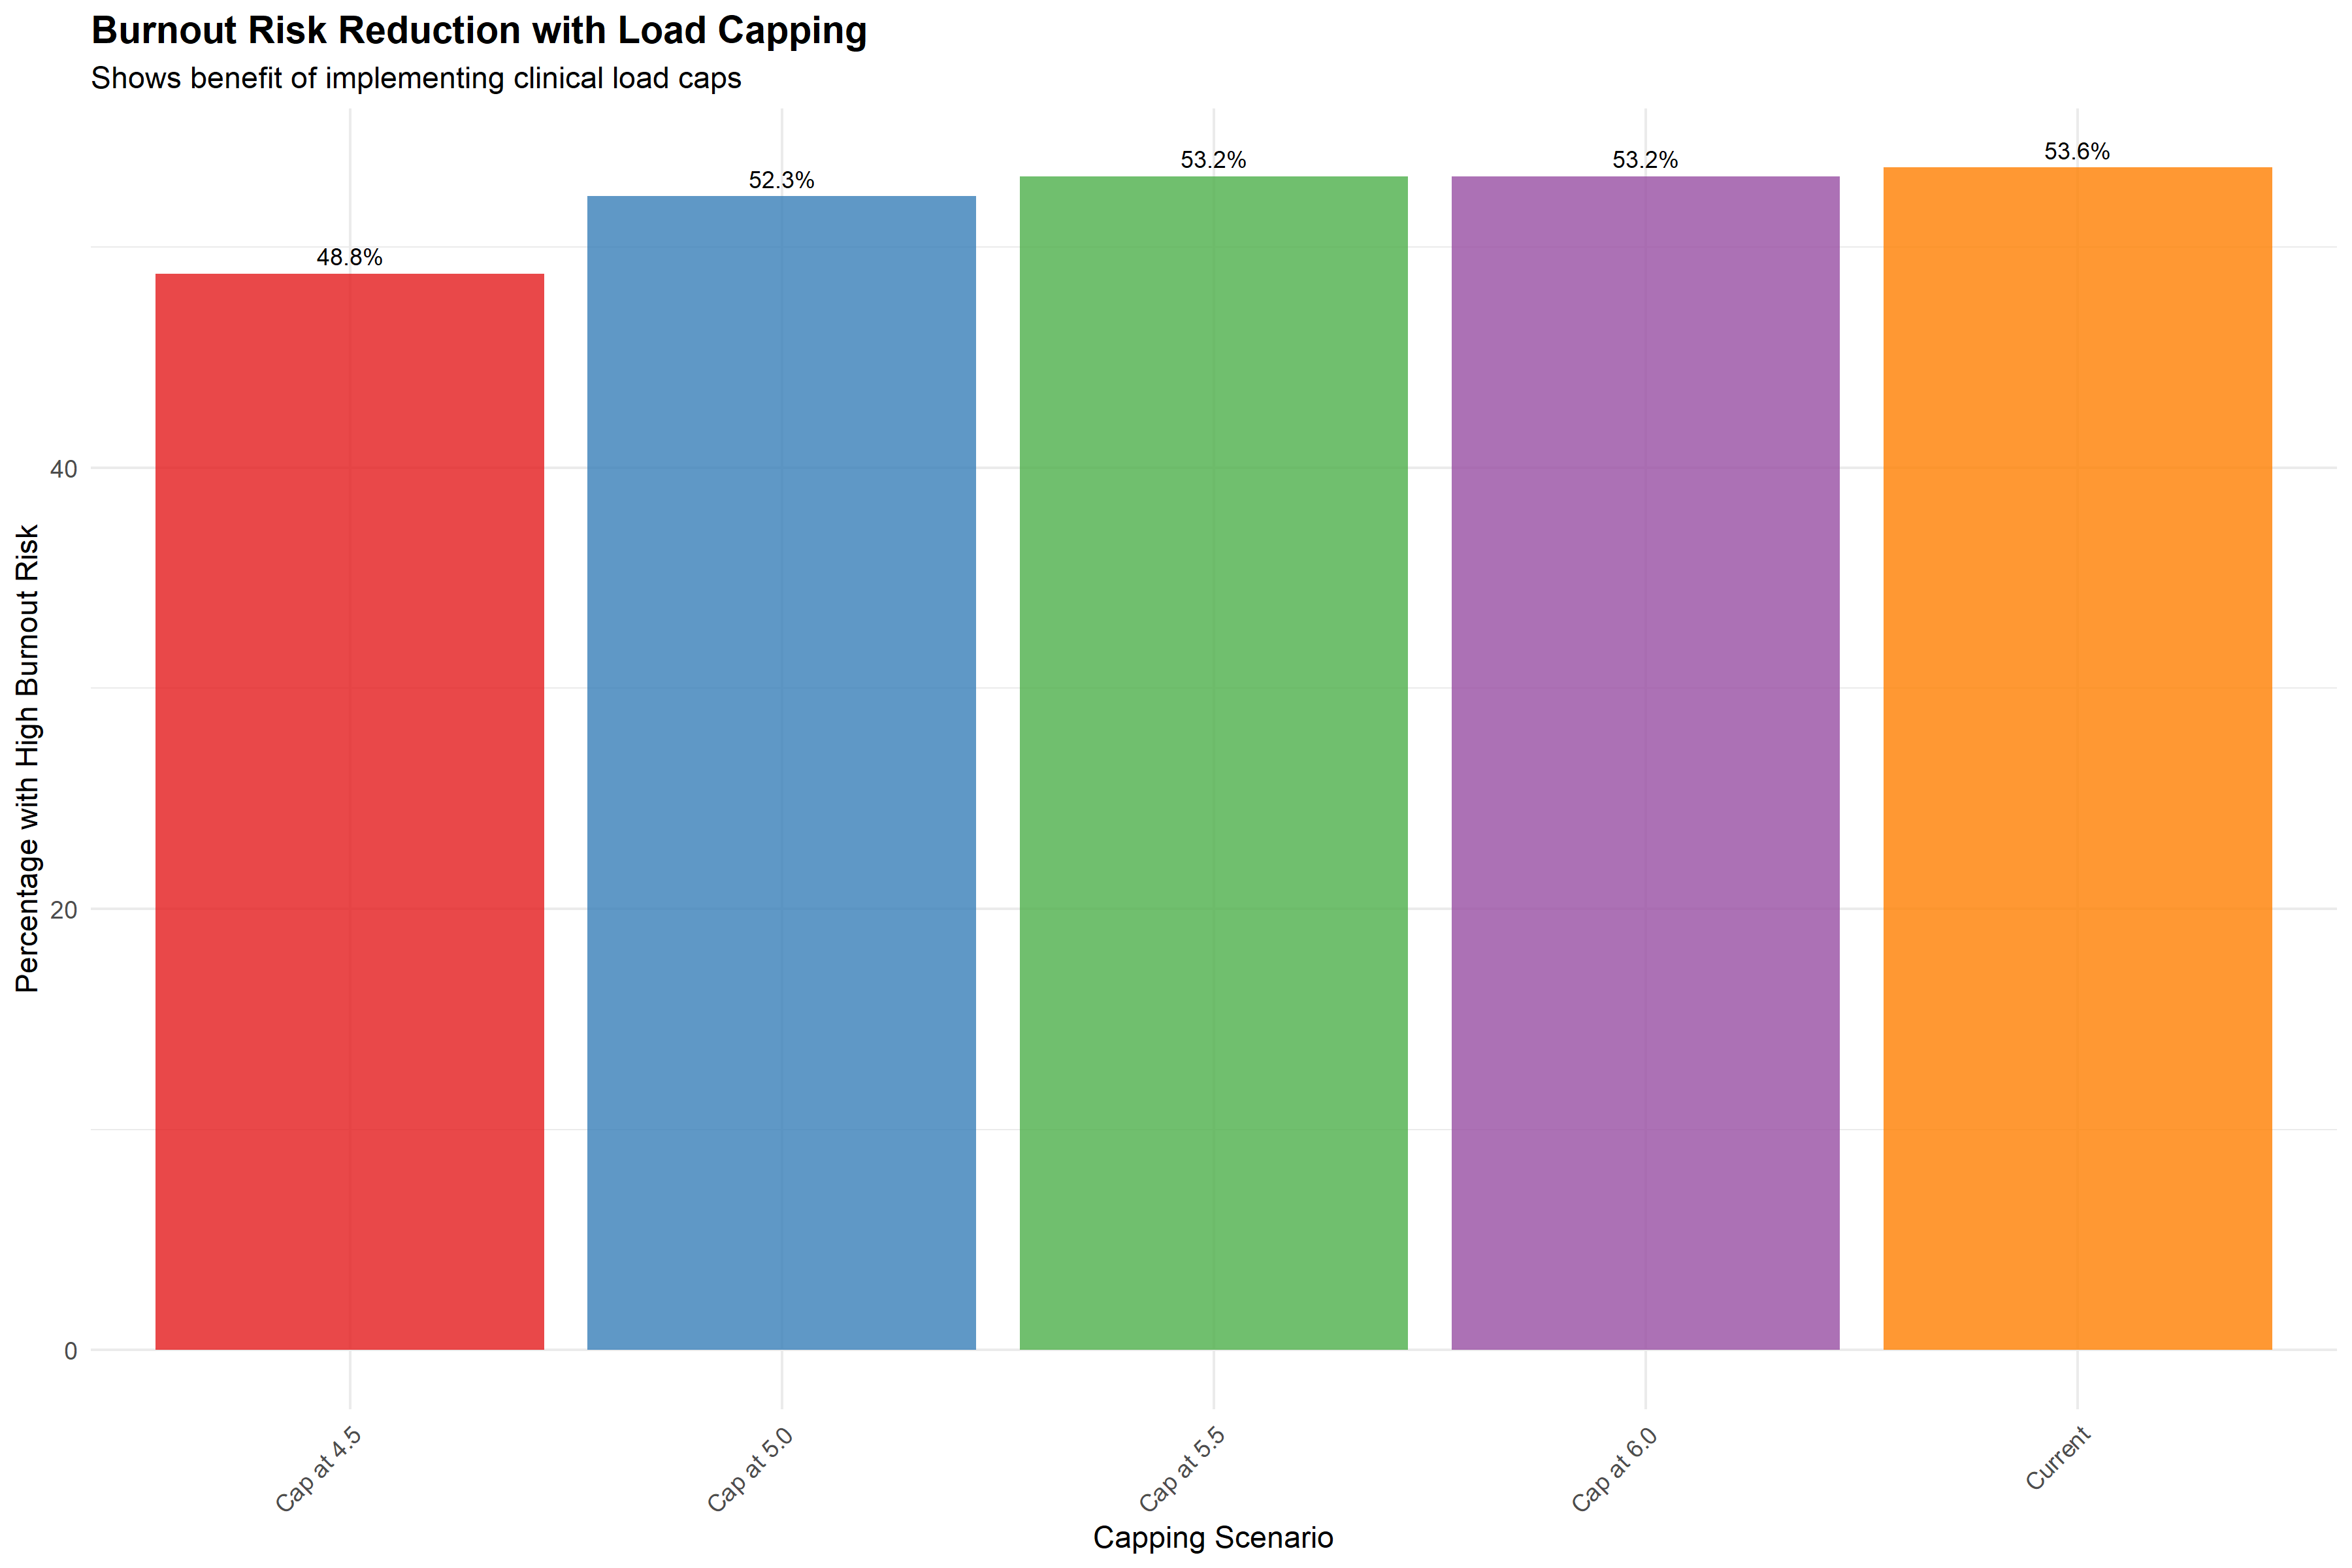 Burnout Risk Reduction with Load Capping
Shows benefit of implementing clinical load caps
Percentage with High Burnout Risk
40
20
0
48.8%
52.3%
53.2%
53.2%
53.6%
Cap at 4.5
Cap at 5.0
Cap at 5.5
Cap at 6.0
Current
Capping Scenario